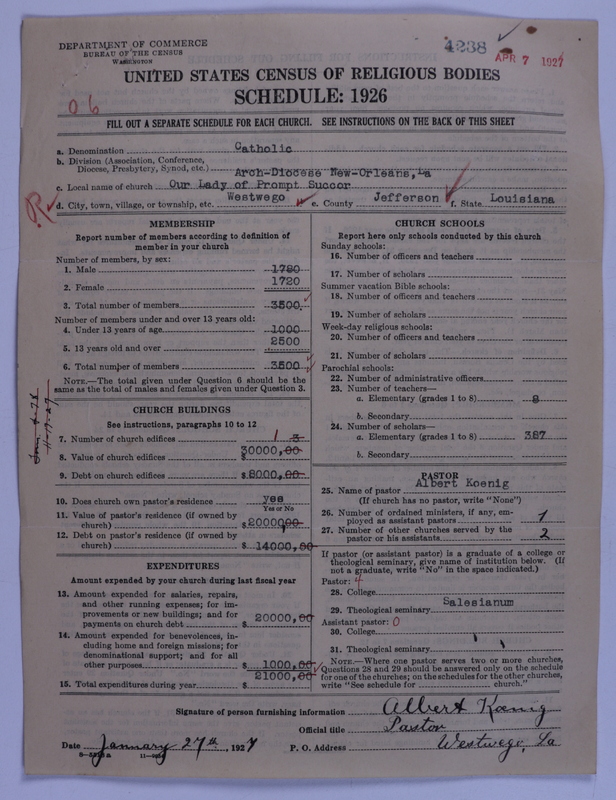 DEPARTMENT OF COMMERCE
BUREAU OF THE CENSUS
WASHINGTON
4238
APR 7 1927
UNITED STATES CENSUS OF RELIGIOUS BODIES
SCHEDULE: 1926
06
FILL OUT A SEPARATE SCHEDULE FOR EACH CHURCH. SEE INSTRUCTIONS ON THE BACK OF THIS SHEET
a. Denomination Catholic
b. Division (Association, Conference,
Diocese, Presbytery, Synod, etc.) Arch-Diocese New-Orleans, La
c. Local name of church Our Lady of Prompt Succor
R d. City, town, village, or township, etc. Westwego e. County Jefferson f. State Louisiana
MEMBERSHIP
Report number of members according to definition of
member in your church
Number of members, by sex:
1. Male 1780
2. Female 1720
3. Total number of members 3500.
Number of members under and over 13 years old:
4. Under 13 years of age 1000
5. 13 years old and over 2500
6. Total number of members 3500
NOTE.—The total given under Question 6 should be the
same as the total of males and females given under Question 3.
CHURCH BUILDINGS
See instructions, paragraphs 10 to 12
7. Number of church edifices 1 3
8. Value of church edifices $30000,00
9. Debt on church edifices $8000,00
10. Does church own pastor's residence yes
Yes or No
11. Value of pastor's residence (if owned by
church) $20000,00
12. Debt on pastor's residence (if owned by
church) $14000,00
EXPENDITURES
Amount expended by your church during last fiscal year
13. Amount expended for salaries, repairs,
and other running expenses; for im-
provements or new buildings; and for
payments on church debt $20000,00
14. Amount expended for benevolences, in-
cluding home and foreign missions; for
denominational support; and for all
other purposes $1000,00
15. Total expenditures during year $21000,00
CHURCH SCHOOLS
Report here only schools conducted by this church
Sunday schools:
16. Number of officers and teachers
17. Number of scholars
Summer vacation Bible schools:
18. Number of officers and teachers
19. Number of scholars
Week-day religious schools:
20. Number of officers and teachers
21. Number of scholars
Parochial schools:
22. Number of administrative officers
23. Number of teachers—
a. Elementary (grades 1 to 8) 8
b. Secondary
24. Number of scholars—
a. Elementary (grades 1 to 8) 387
b. Secondary
PASTOR
25. Name of pastor Albert Koenig
(If church has no pastor, write "None")
26. Number of ordained ministers, if any, em-
ployed as assistant pastors 1
27. Number of other churches served by the
pastor or his assistants 2
If pastor (or assistant pastor) is a graduate of a college or
theological seminary, give name of institution below. (If
not a graduate, write "No" in the space indicated.)
Pastor: 4
28. College
29. Theological seminary Salesianum
Assistant pastor: 0
30. College
31. Theological seminary
NOTE.—Where one pastor serves two or more churches,
Questions 28 and 29 should be answered only on the schedule
for one of the churches; on the schedules for the other churches,
write "See schedule for church."
Signature of person furnishing information Albert Koenig
Official title Pastor
Date January 27th, 1927 P. O. Address Westwego, La